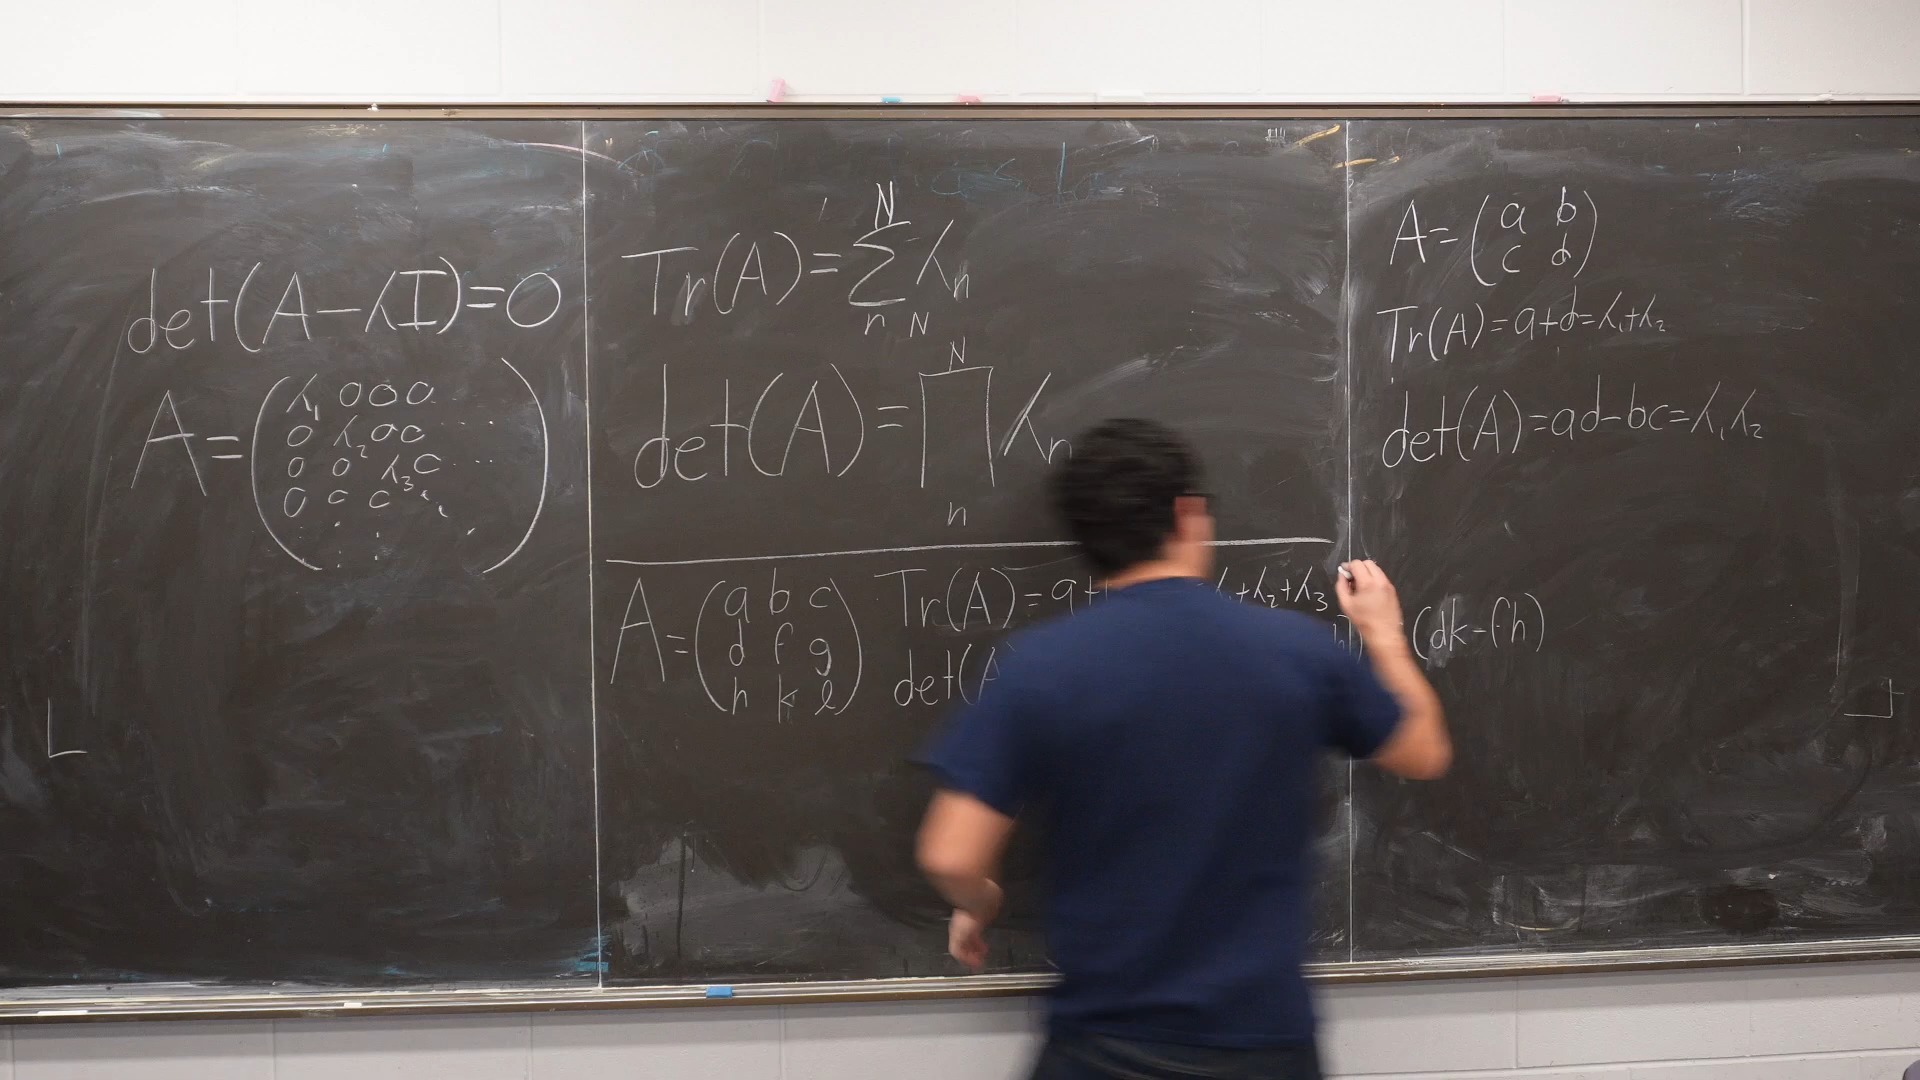 det(A-λI)=0
A=(λ₁ 0 0 0
0 λ₂ 0 0 ....
0 0 λ₃ 0 ...
0 0 0 ⋱
⋮ ⋮)
Tr(A)=∑λₙ
N
n N
det(A)=∏λₙ
N
n
A=(a b c
d f g
h k l)
Tr(A)=a+ λ₁+λ₂+λ₃
det(A
(dk-fh)
A=(a b
c d)
Tr(A)=a+d=λ₁+λ₂
det(A)=ad-bc=λ₁λ₂